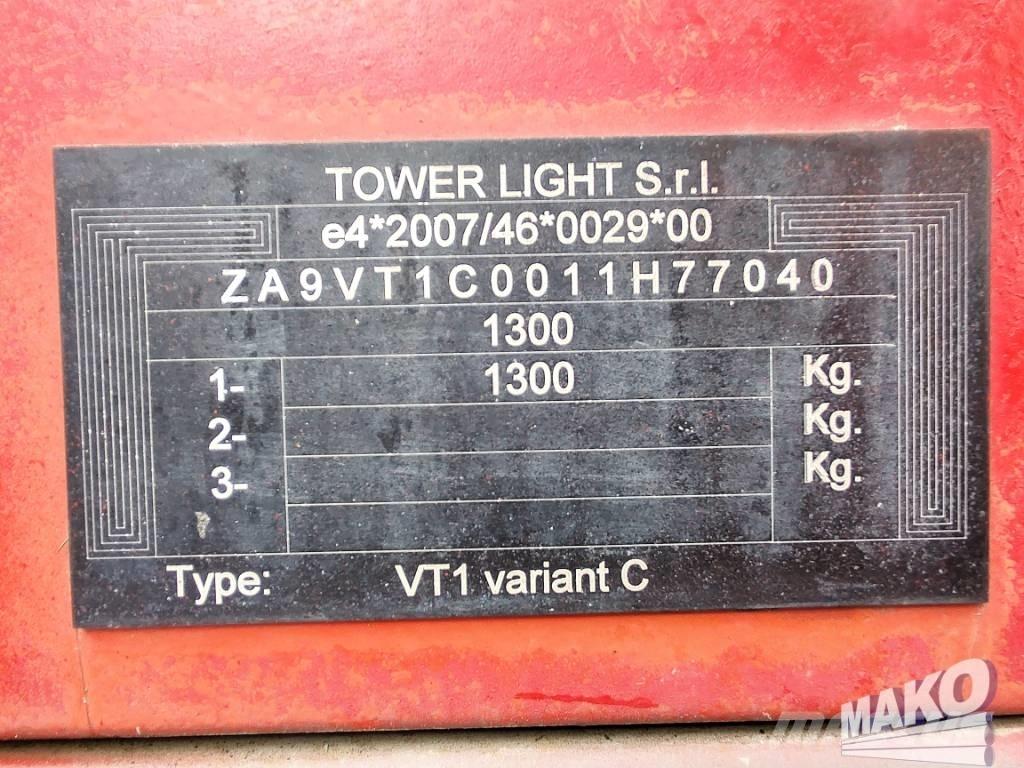 TOWER LIGHT S.r.l.
e4*2007/46*0029*00
ZA9VT1C0011H77040
1300
1- 1300 Kg.
2- Kg.
3- Kg.
Type: VT1 variant C
MAKO